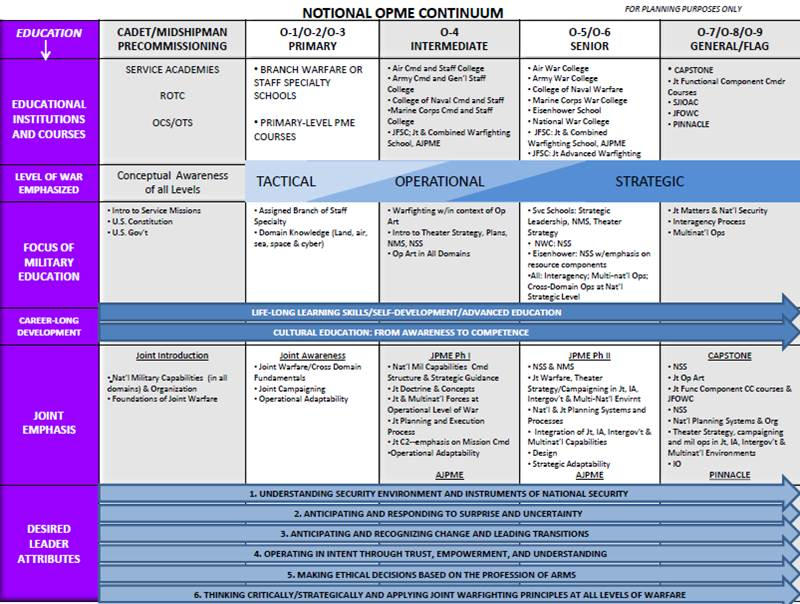 NOTIONAL OPME CONTINUUM
FOR PLANNING PURPOSES ONLY
EDUCATION
CADET/MIDSHIPMAN
PRECOMMISSIONING
O-1/O-2/O-3
PRIMARY
O-4
INTERMEDIATE
O-5/O-6
SENIOR
O-7/O-8/O-9
GENERAL/FLAG
EDUCATIONAL
INSTITUTIONS
AND COURSES
SERVICE ACADEMIES
ROTC
OCS/OTS
• BRANCH WARFARE OR
STAFF SPECIALTY
SCHOOLS
• PRIMARY-LEVEL PME
COURSES
• Air Cmd and Staff College
• Army Cmd and Gen'l Staff
College
• College of Naval Cmd and Staff
•Marine Corps Cmd and Staff
College
• JFSC; Jt & Combined Warfighting
School, AJPME
• Air War College
• Army War College
• College of Naval Warfare
• Marine Corps War College
• Eisenhower School
• National War College
• JFSC: Jt & Combined
Warfighting School, AJPME
• JFSC: Jt Advanced Warfighting
• CAPSTONE
• Jt Functional Component Cmdr
Courses
• SJIOAC
• JFOWC
• PINNACLE
LEVEL OF WAR
EMPHASIZED
Conceptual Awareness
of all Levels
TACTICAL
OPERATIONAL
STRATEGIC
FOCUS OF
MILITARY
EDUCATION
• Intro to Service Missions
• U.S. Constitution
• U.S. Gov't
• Assigned Branch of Staff
Specialty
• Domain Knowledge (Land, air,
sea, space & cyber)
• Warfighting w/in context of Op
Art
• Intro to Theater Strategy, Plans,
NMS, NSS
• Op Art in All Domains
• Svc Schools: Strategic
Leadership, NMS, Theater
Strategy
• NWC: NSS
• Eisenhower: NSS w/emphasis on
resource components
•All: Interagency; Multi-nat'l Ops;
Cross-Domain Ops at Nat'l
Strategic Level
• Jt Matters & Nat'l Security
• Interagency Process
• Multinat'l Ops
CAREER-LONG
DEVELOPMENT
LIFE-LONG LEARNING SKILLS/SELF-DEVELOPMENT/ADVANCED EDUCATION
CULTURAL EDUCATION: FROM AWARENESS TO COMPETENCE
JOINT
EMPHASIS
Joint Introduction
•Nat'l Military Capabilities (in all
domains) & Organization
• Foundations of Joint Warfare
Joint Awareness
• Joint Warfare/Cross Domain
Fundamentals
• Joint Campaigning
• Operational Adaptability
JPME Ph I
• Nat'l Mil Capabilities Cmd
Structure & Strategic Guidance
• Jt Doctrine & Concepts
• Jt & Multinat'l Forces at
Operational Level of War
• Jt Planning and Execution
Process
• Jt C2--emphasis on Mission Cmd
•Operational Adaptability
AJPME
JPME Ph II
• NSS & NMS
• Jt Warfare, Theater
Strategy/Campaigning in Jt, IA,
Intergov't & Multi-Nat'l Envirnt
• Nat'l & Jt Planning Systems and
Processes
• Integration of Jt, IA, Intergov't &
Multinat'l Capabilities
• Design
• Strategic Adaptability
AJPME
CAPSTONE
• NSS
• Jt Op Art
• Jt Func Component CC courses &
JFOWC
• NSS
• Nat'l Planning Systems & Org
• Theater Strategy, campaigning
and mil ops in Jt, IA, Intergov't &
Multinat'l Environments
• IO
PINNACLE
DESIRED
LEADER
ATTRIBUTES
1. UNDERSTANDING SECURITY ENVIRONMENT AND INSTRUMENTS OF NATIONAL SECURITY
2. ANTICIPATING AND RESPONDING TO SURPRISE AND UNCERTAINTY
3. ANTICIPATING AND RECOGNIZING CHANGE AND LEADING TRANSITIONS
4. OPERATING IN INTENT THROUGH TRUST, EMPOWERMENT, AND UNDERSTANDING
5. MAKING ETHICAL DECISIONS BASED ON THE PROFESSION OF ARMS
6. THINKING CRITICALLY/STRATEGICALLY AND APPLYING JOINT WARFIGHTING PRINCIPLES AT ALL LEVELS OF WARFARE